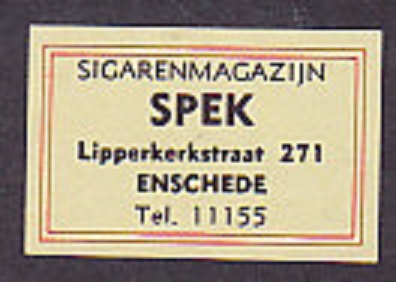 SIGARENMAGAZIJN
SPEK
Lipperkerkstraat 271
ENSCHEDE
Tel. 11155